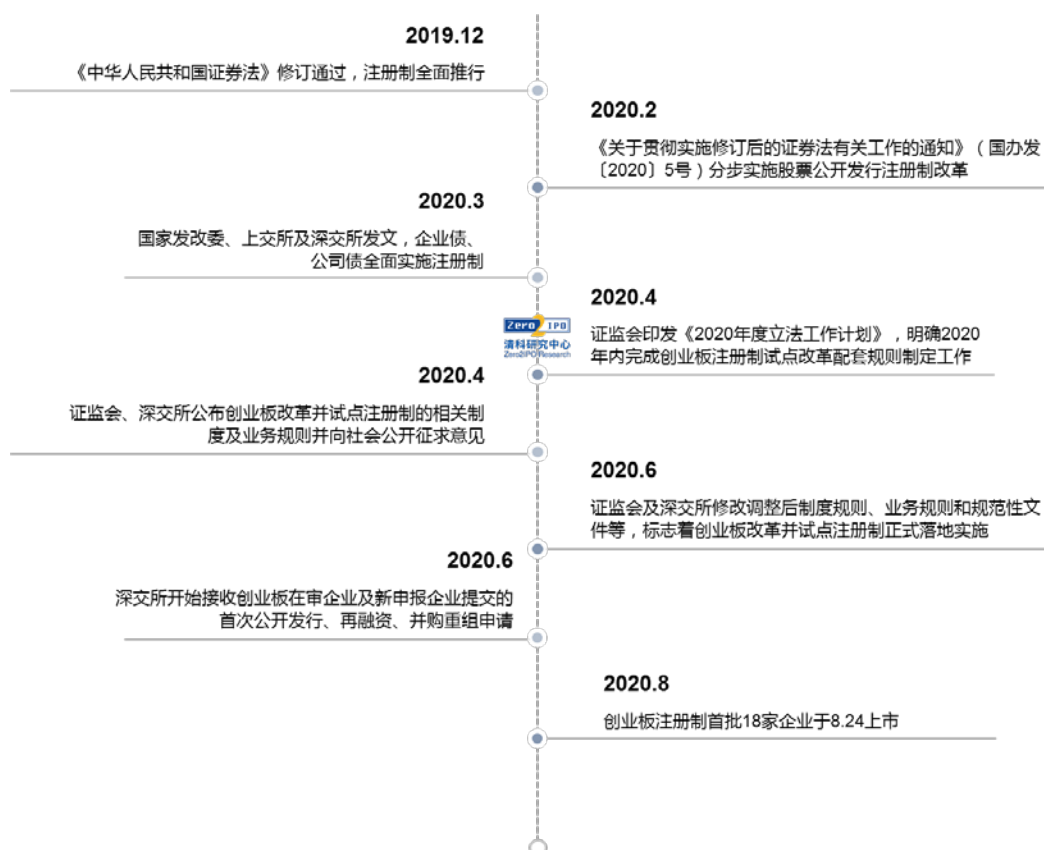 2019.12
《中华人民共和国证券法》修订通过，注册制全面推行
2020.2
《关于贯彻实施修订后的证券法有关工作的通知》（国办发
〔2020〕5号）分步实施股票公开发行注册制改革
2020.3
国家发改委、上交所及深交所发文，企业债、
公司债全面实施注册制
2020.4
证监会印发《2020年度立法工作计划》，明确2020
年内完成创业板注册制试点改革配套规则制定工作
Zero2IPO
清科研究中心
Zero2IPO Research
2020.4
证监会、深交所公布创业板改革并试点注册制的相关制
度及业务规则并向社会公开征求意见
2020.6
证监会及深交所修改调整后制度规则、业务规则和规范性文
件等，标志着创业板改革并试点注册制正式落地实施
2020.6
深交所开始接收创业板在审企业及新申报企业提交的
首次公开发行、再融资、并购重组申请
2020.8
创业板注册制首批18家企业于8.24上市